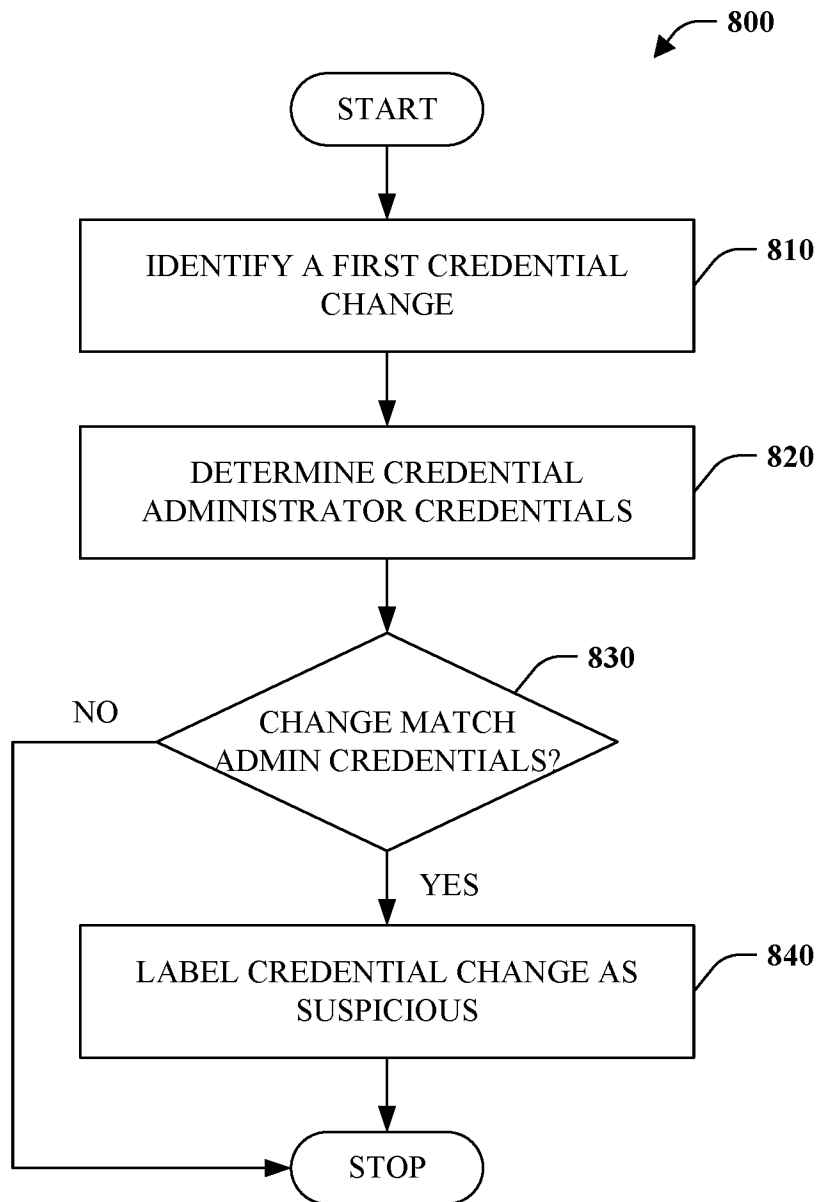 800
START
IDENTIFY A FIRST CREDENTIAL
CHANGE
810
DETERMINE CREDENTIAL
ADMINISTRATOR CREDENTIALS
820
830
NO
CHANGE MATCH
ADMIN CREDENTIALS?
YES
LABEL CREDENTIAL CHANGE AS
SUSPICIOUS
840
STOP